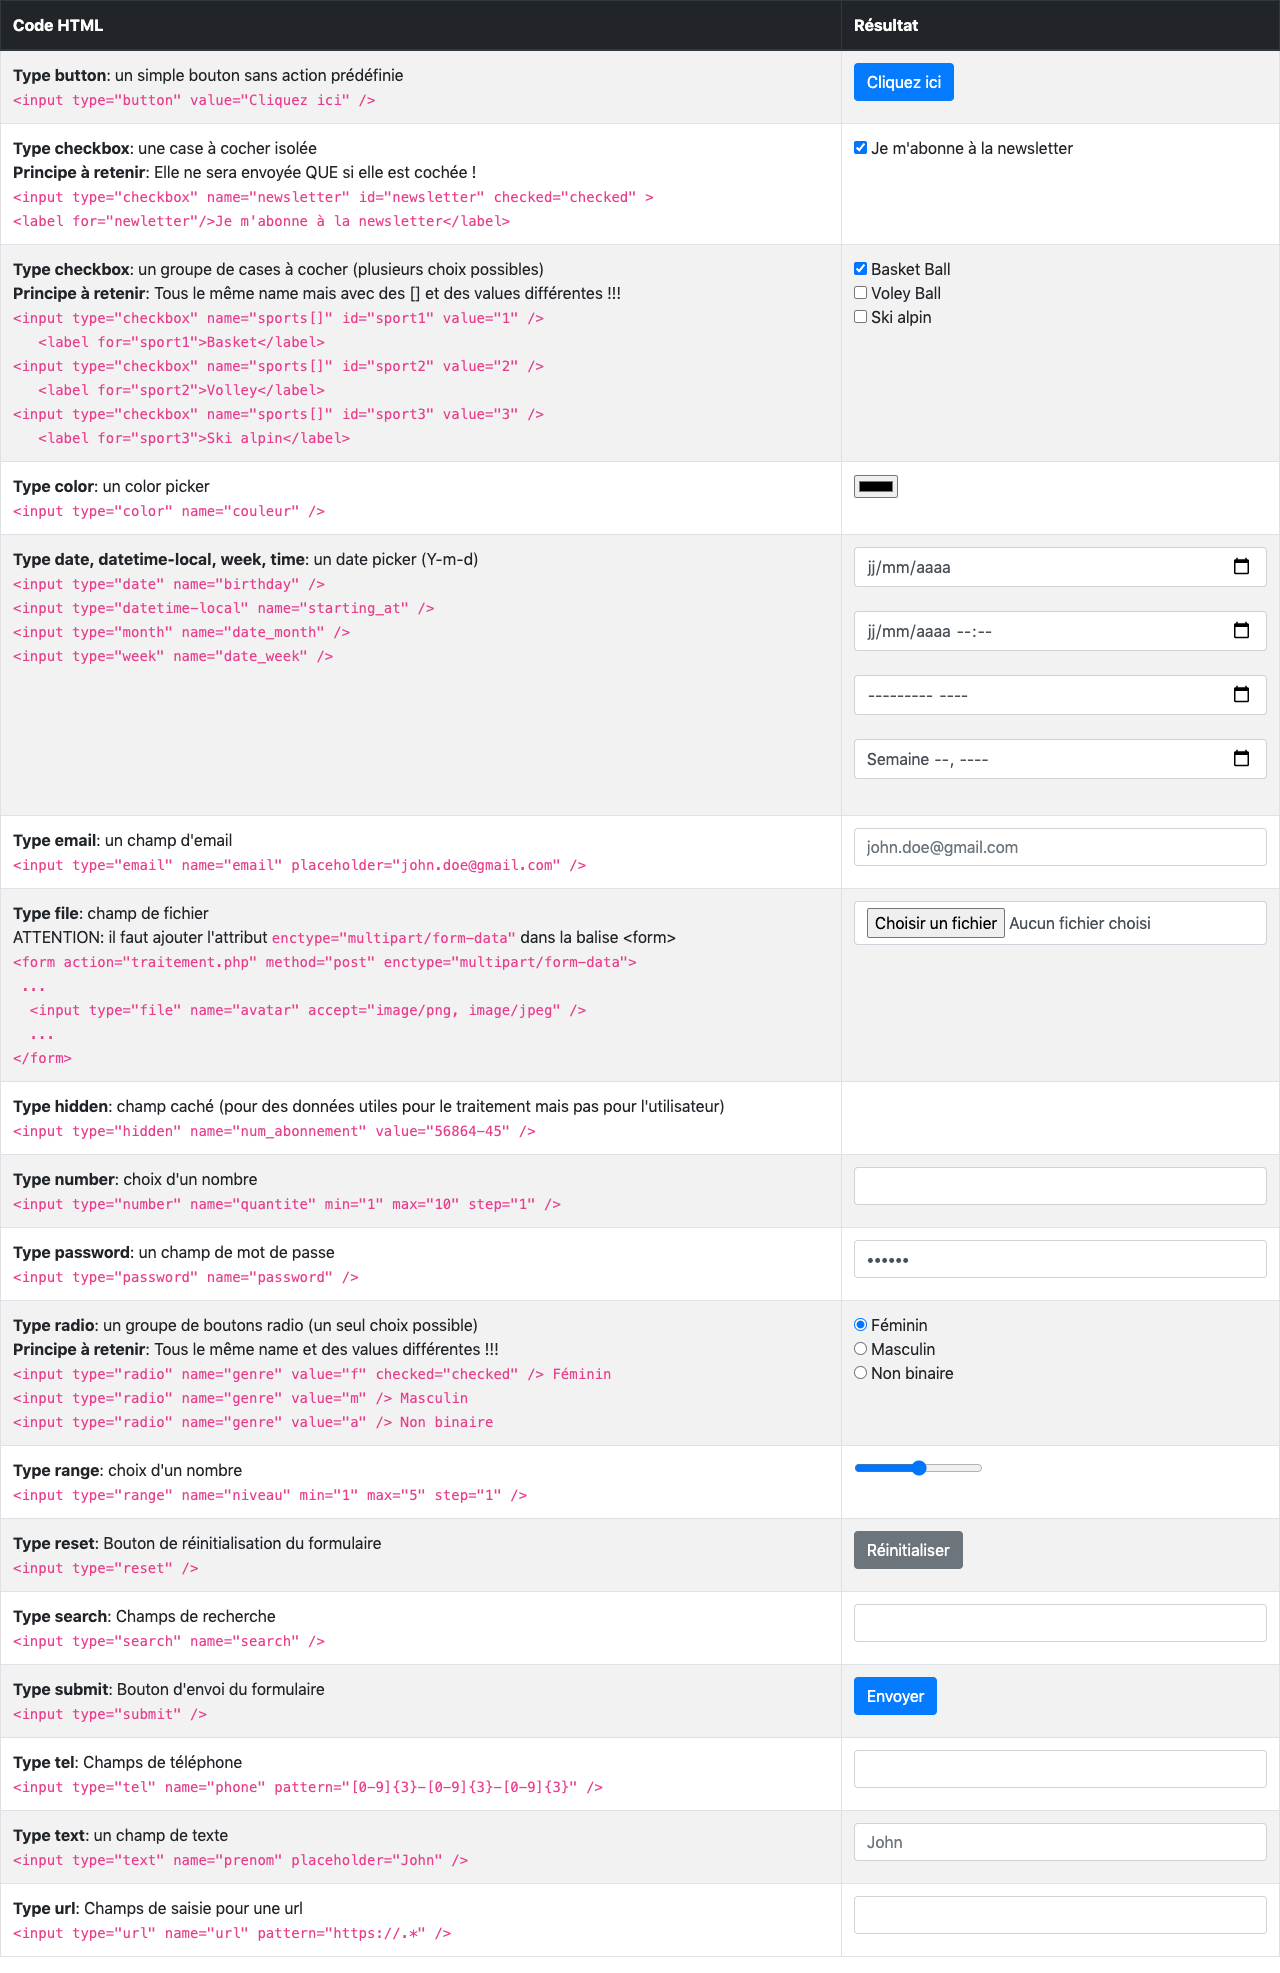 Code HTML
Résultat
Type button: un simple bouton sans action prédéfinie
<input type="button" value="Cliquez ici" />
Cliquez ici
Type checkbox: une case à cocher isolée
Principe à retenir: Elle ne sera envoyée QUE si elle est cochée !
<input type="checkbox" name="newsletter" id="newsletter" checked="checked" >
<label for="newletter"/>Je m'abonne à la newsletter</label>
Je m'abonne à la newsletter
Type checkbox: un groupe de cases à cocher (plusieurs choix possibles)
Principe à retenir: Tous le même name mais avec des [] et des values différentes !!!
<input type="checkbox" name="sports[]" id="sport1" value="1" />
<label for="sport1">Basket</label>
<input type="checkbox" name="sports[]" id="sport2" value="2" />
<label for="sport2">Volley</label>
<input type="checkbox" name="sports[]" id="sport3" value="3" />
<label for="sport3">Ski alpin</label>
Basket Ball
Voley Ball
Ski alpin
Type color: un color picker
<input type="color" name="couleur" />
Type date, datetime-local, week, time: un date picker (Y-m-d)
<input type="date" name="birthday" />
<input type="datetime-local" name="starting_at" />
<input type="month" name="date_month" />
<input type="week" name="date_week" />
jj/mm/aaaa
jj/mm/aaaa --:--
--------- ----
Semaine --, ----
Type email: un champ d'email
<input type="email" name="email" placeholder="john.doe@gmail.com" />
john.doe@gmail.com
Type file: champ de fichier
ATTENTION: il faut ajouter l'attribut enctype="multipart/form-data" dans la balise <form>
<form action="traitement.php" method="post" enctype="multipart/form-data">
...
<input type="file" name="avatar" accept="image/png, image/jpeg" />
...
</form>
Choisir un fichier Aucun fichier choisi
Type hidden: champ caché (pour des données utiles pour le traitement mais pas pour l'utilisateur)
<input type="hidden" name="num_abonnement" value="56864-45" />
Type number: choix d'un nombre
<input type="number" name="quantite" min="1" max="10" step="1" />
Type password: un champ de mot de passe
<input type="password" name="password" />
••••••
Type radio: un groupe de boutons radio (un seul choix possible)
Principe à retenir: Tous le même name et des values différentes !!!
<input type="radio" name="genre" value="f" checked="checked" /> Féminin
<input type="radio" name="genre" value="m" /> Masculin
<input type="radio" name="genre" value="a" /> Non binaire
Féminin
Masculin
Non binaire
Type range: choix d'un nombre
<input type="range" name="niveau" min="1" max="5" step="1" />
Type reset: Bouton de réinitialisation du formulaire
<input type="reset" />
Réinitialiser
Type search: Champs de recherche
<input type="search" name="search" />
Type submit: Bouton d'envoi du formulaire
<input type="submit" />
Envoyer
Type tel: Champs de téléphone
<input type="tel" name="phone" pattern="[0-9]{3}-[0-9]{3}-[0-9]{3}" />
Type text: un champ de texte
<input type="text" name="prenom" placeholder="John" />
John
Type url: Champs de saisie pour une url
<input type="url" name="url" pattern="https://.*" />